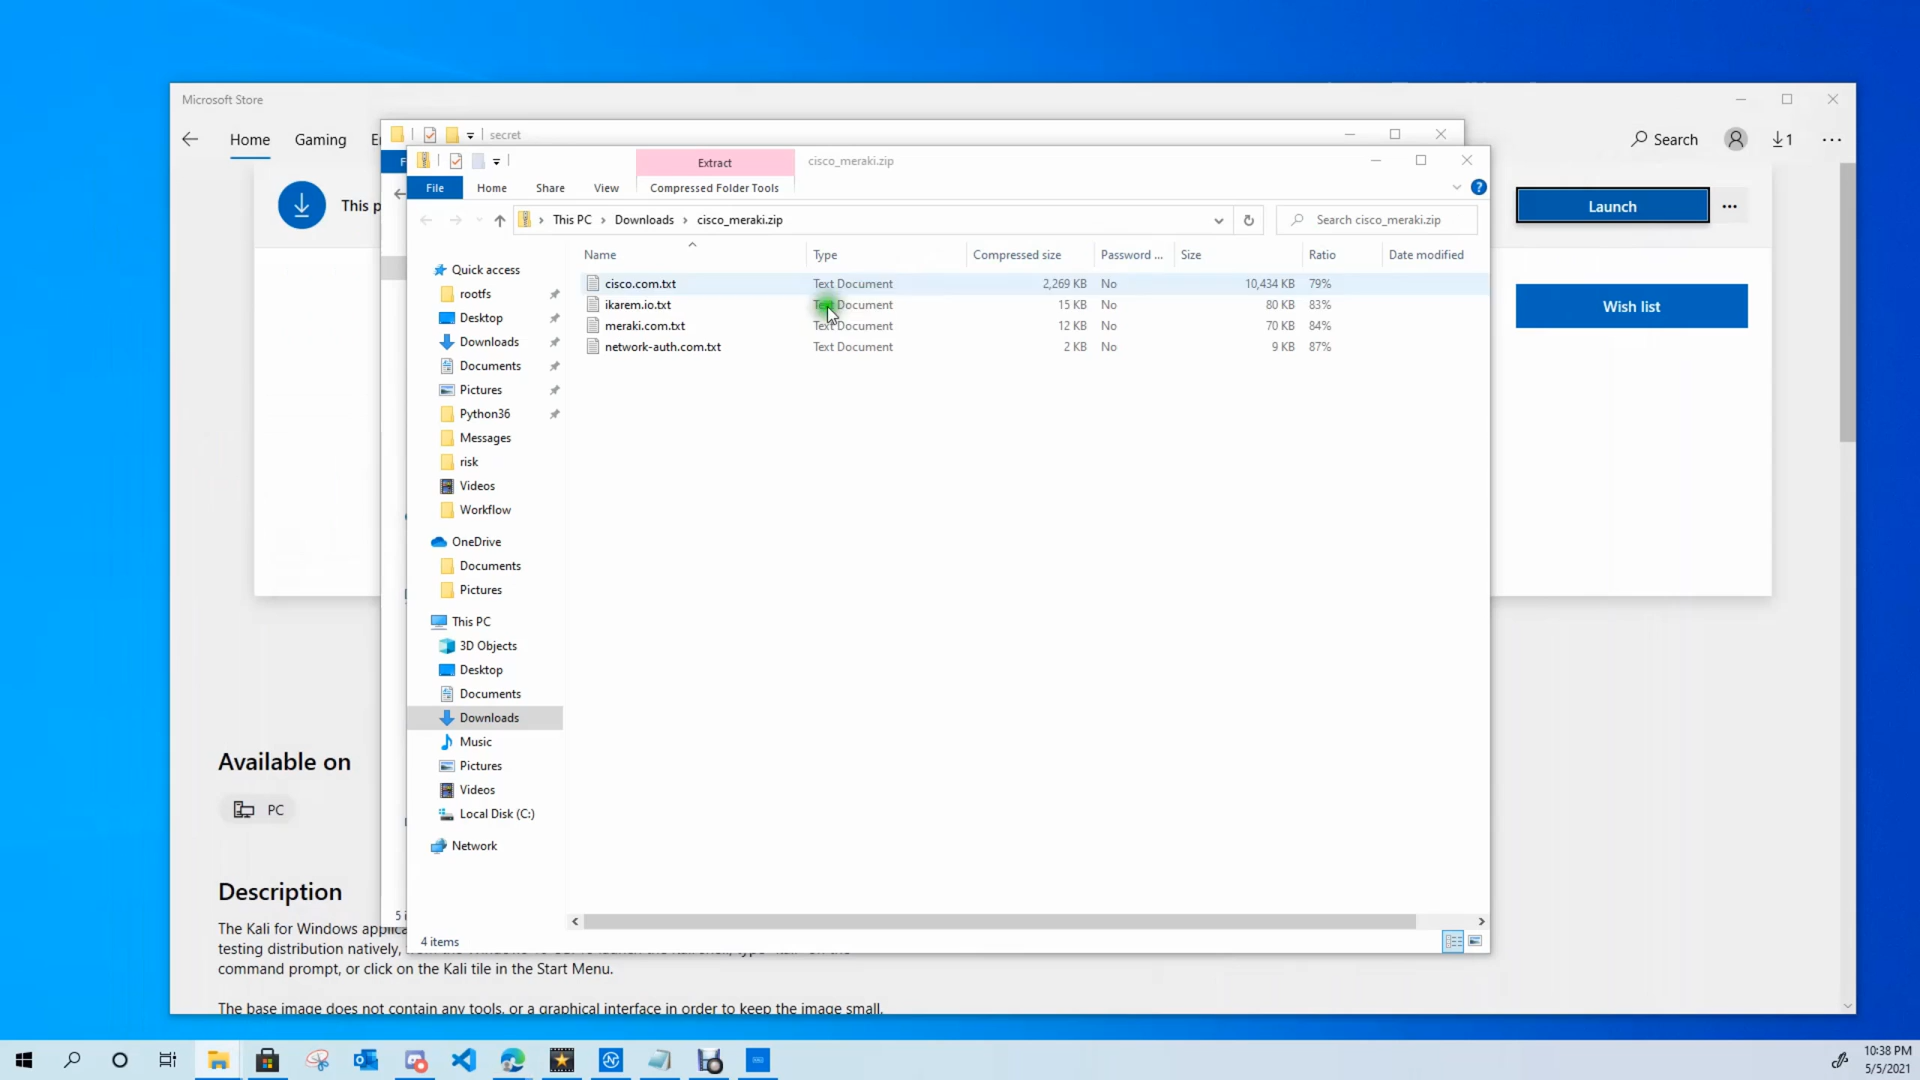 Microsoft Store
Home
Gaming
E
Search
1
secret
F
Extract
cisco_meraki.zip
File
Home
Share
View
Compressed Folder Tools
This p
Launch
This PC > Downloads > cisco_meraki.zip
Search cisco_meraki.zip
Name
Type
Compressed size
Password ...
Size
Ratio
Date modified
cisco.com.txt Text Document 2,269 KB No 10,434 KB 79%
ikarem.io.txt Text Document 15 KB No 80 KB 83%
meraki.com.txt Text Document 12 KB No 70 KB 84%
network-auth.com.txt Text Document 2 KB No 9 KB 87%
Wish list
Quick access
rootfs
Desktop
Downloads
Documents
Pictures
Python36
Messages
risk
Videos
Workflow
OneDrive
Documents
Pictures
This PC
3D Objects
Desktop
Documents
Downloads
Music
Pictures
Videos
Local Disk (C:)
Network
5 i
4 items
Available on
PC
Description
The Kali for Windows applica
testing distribution natively,
command prompt, or click on the Kali tile in the Start Menu.
The base image does not contain any tools, or a graphical interface in order to keep the image small.
10:38 PM
5/5/2021